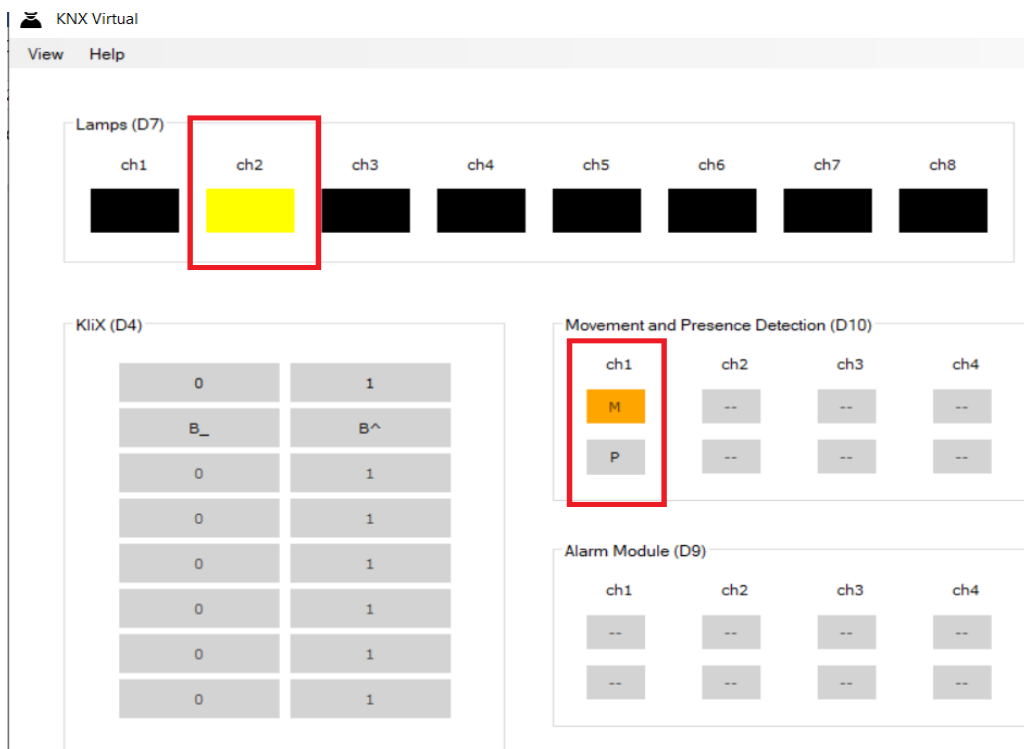 KNX Virtual
View Help
Lamps (D7)
ch1 ch2 ch3 ch4 ch5 ch6 ch7 ch8
KliX (D4)
0 1
B_ B^
0 1
0 1
0 1
0 1
0 1
0 1
Movement and Presence Detection (D10)
ch1 ch2 ch3 ch4
M -- -- --
P -- -- --
Alarm Module (D9)
ch1 ch2 ch3 ch4
-- -- -- --
-- -- -- --